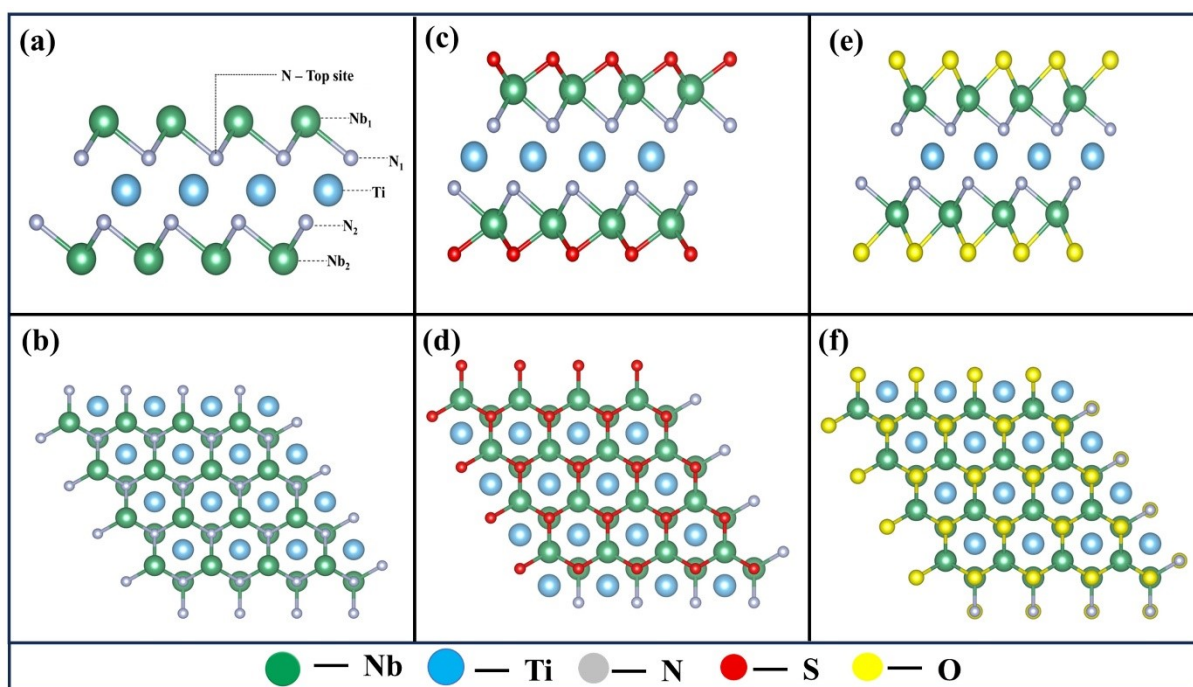 (a)
N – Top site
Nb₁
N₁
Ti
N₂
Nb₂
(c)
(e)
(b)
(d)
(f)
— Nb — Ti — N — S — O